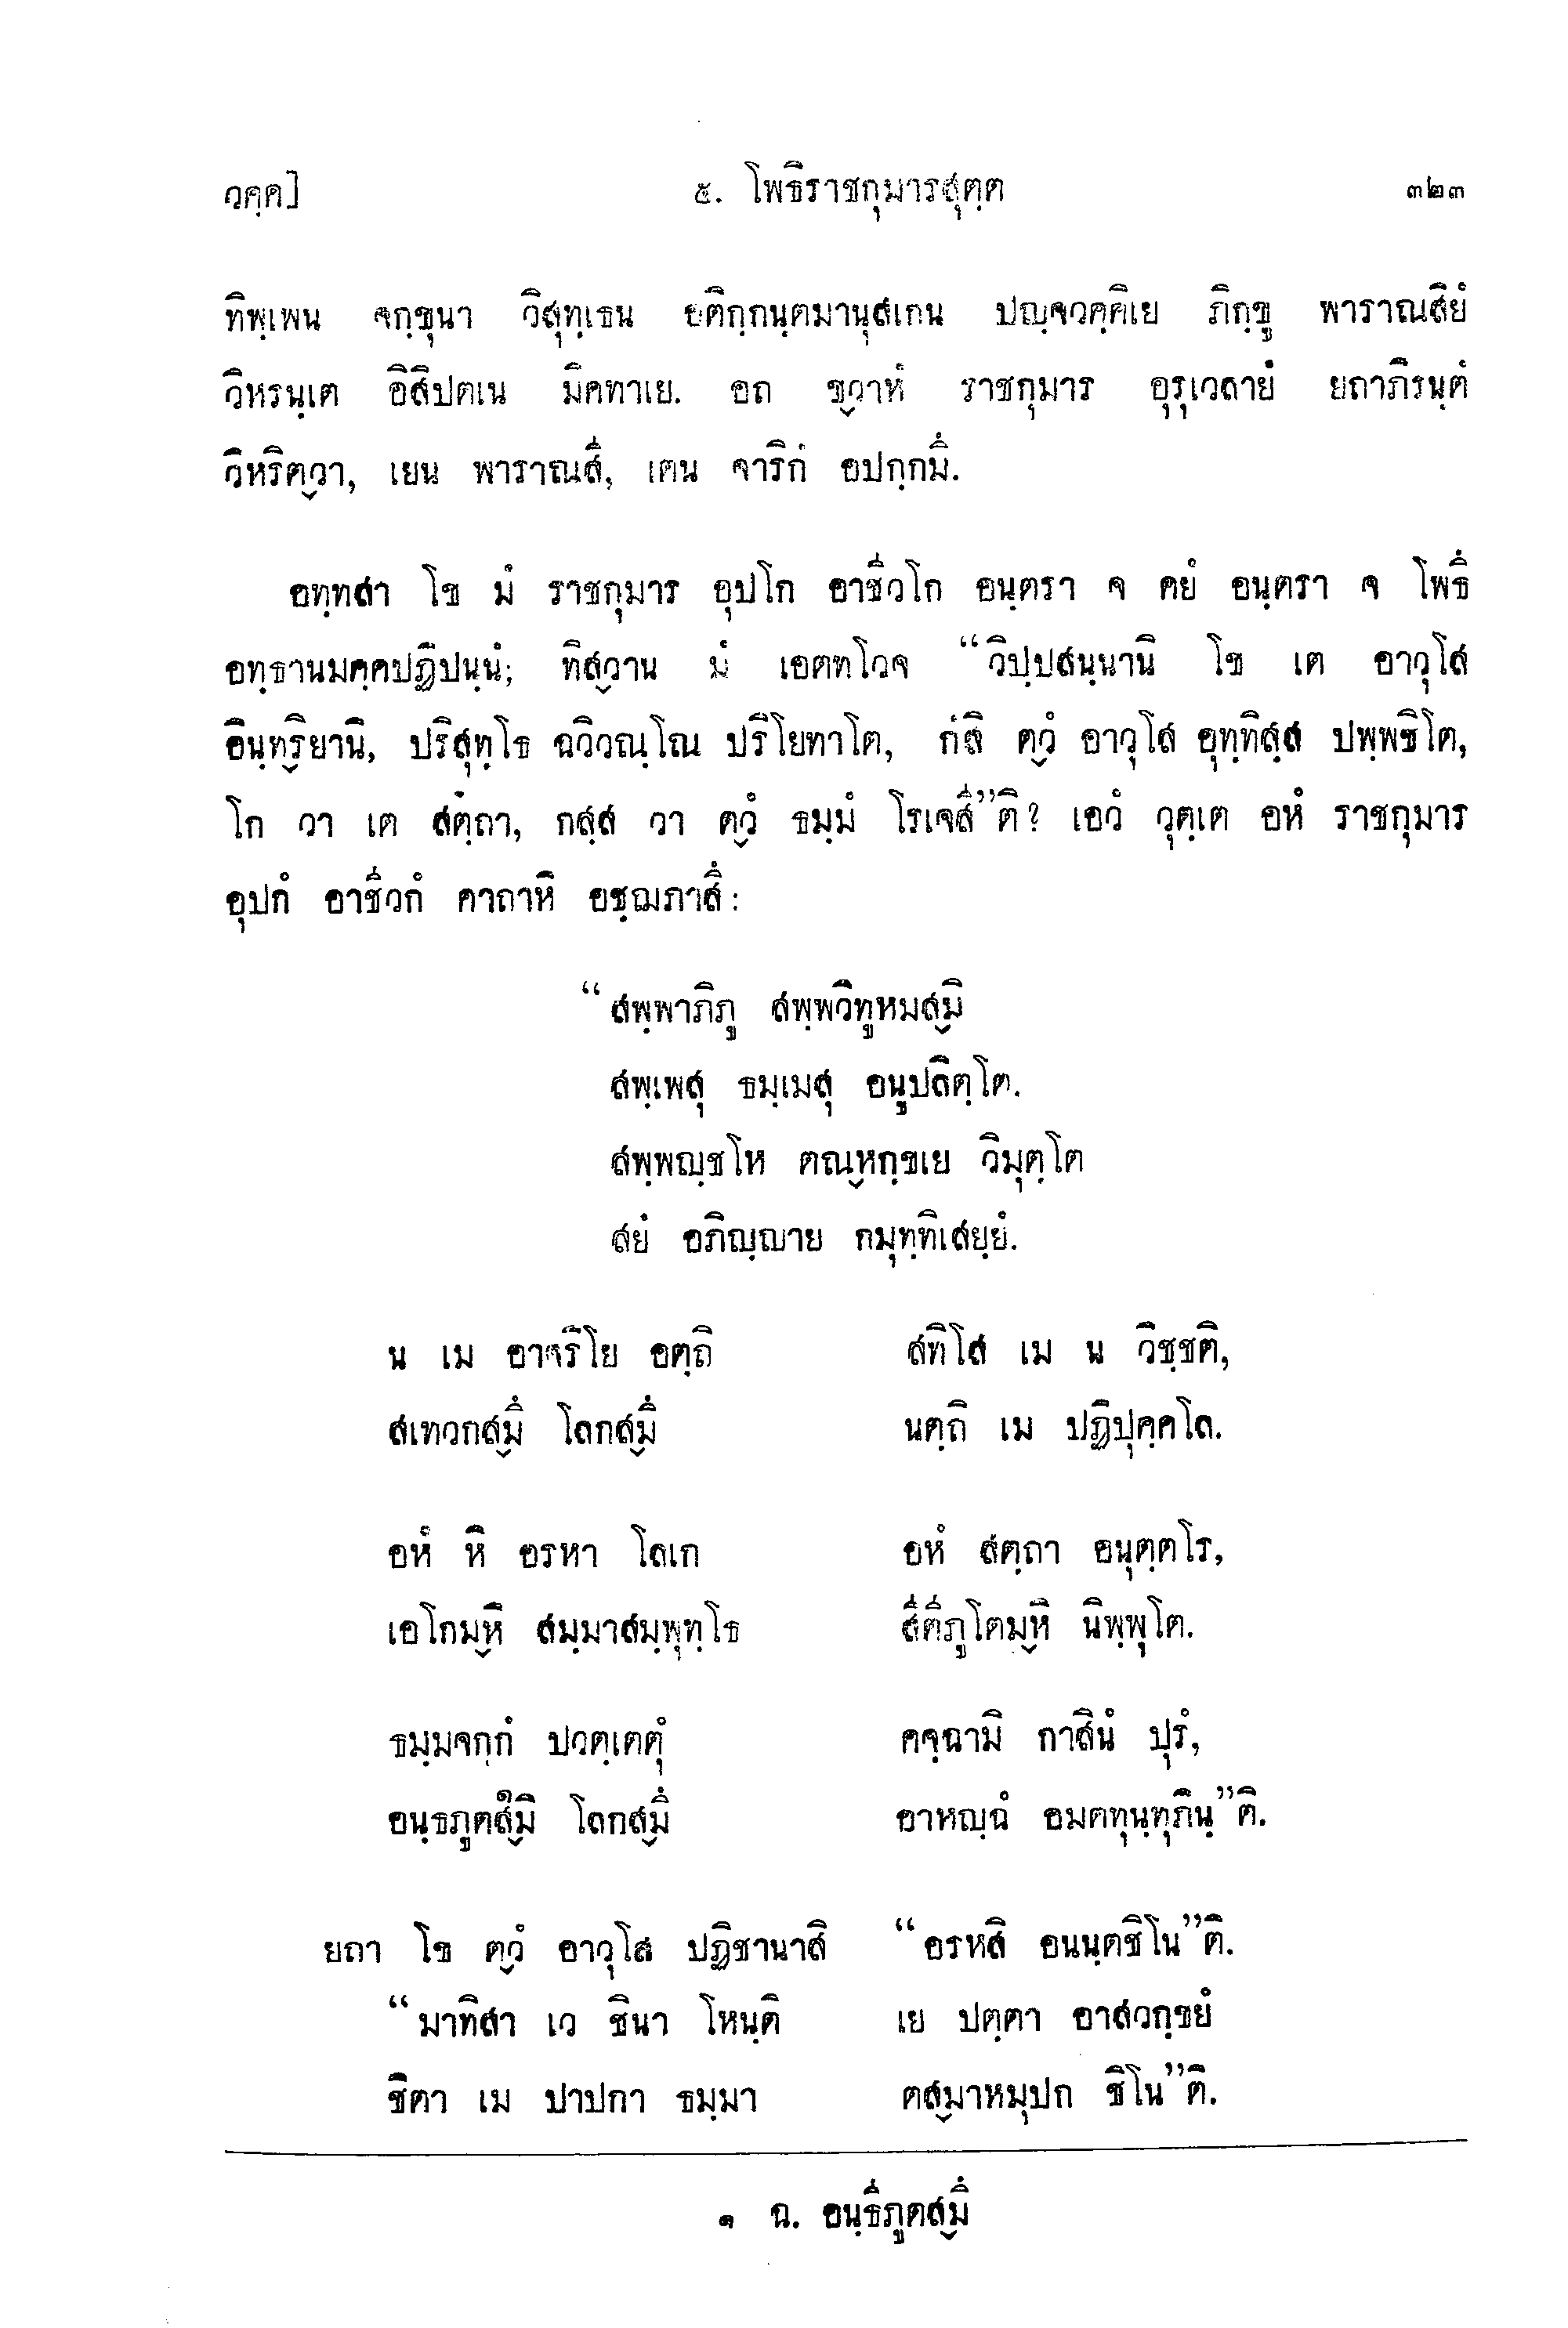 วคฺค]
๕. โพธิราชกุมารสุตฺต
๓๒๓
ทิพฺเพน จกฺขุนา วิสุทฺเธน อติกฺกนฺตมานุสเกน ปญฺจวคฺคิเย ภิกฺขู พาราณสิยํ
วิหรนฺเต อิสิปตเน มิคทาเย. อถ ขฺวาหํ ราชกุมาร อุรุเวลายํ ยถาภิรนฺตํ
วิหริตฺวา, เยน พาราณสี, เตน จาริกํ อปกฺกมึ.
อทฺทสา โข มํ ราชกุมาร อุปโก อาชีวโก อนฺตรา จ คยํ อนฺตรา จ โพธึ
อทฺธานมคฺคปฏิปนฺนํ; ทิสฺวาน มํ เอตทโวจ “วิปฺปสนฺนานิ โข เต อาวุโส
อินฺทฺริยานิ, ปริสุทฺโธ ฉวิวณฺโณ ปริโยทาโต, กํสิ ตฺวํ อาวุโส อุทฺทิสฺส ปพฺพชิโต,
โก วา เต สตฺถา, กสฺส วา ตฺวํ ธมฺมํ โรเจสี”ติ? เอวํ วุตฺเต อหํ ราชกุมาร
อุปกํ อาชีวกํ คาถาหิ อชฺฌภาสึ:
“สพฺพาภิภู สพฺพวิทูหมสฺมิ
สพฺเพสุ ธมฺเมสุ อนูปลิตฺโต.
สพฺพญฺชโห ตณฺหกฺขเย วิมุตฺโต
สยํ อภิญฺญาย กมุทฺทิเสยฺยํ.
น เม อาจริโย อตฺถิ สทิโส เม น วิชฺชติ,
สเทวกสฺมึ โลกสฺมึ นตฺถิ เม ปฏิปุคฺคโล.
อหํ หิ อรหา โลเก อหํ สตฺถา อนุตฺตโร,
เอโกมฺหิ สมฺมาสมฺพุทฺโธ สีติภูโตมฺหิ นิพฺพุโต.
ธมฺมจกฺกํ ปวตฺเตตุํ คจฺฉามิ กาสินํ ปุรํ,
อนฺธภูตสฺมึ๑ โลกสฺมึ อาหญฺฉํ อมตทุนฺทุภินฺ”ติ.
ยถา โข ตฺวํ อาวุโส ปฏิชานาสิ “อรหสิ อนนฺตชิโน”ติ.
“มาทิสา เว ชินา โหนฺติ เย ปตฺตา อาสวกฺขยํ
ชิตา เม ปาปกา ธมฺมา ตสฺมาหมุปก ชิโน”ติ.
๑ ฉ. อนฺธีภูตสฺมึ